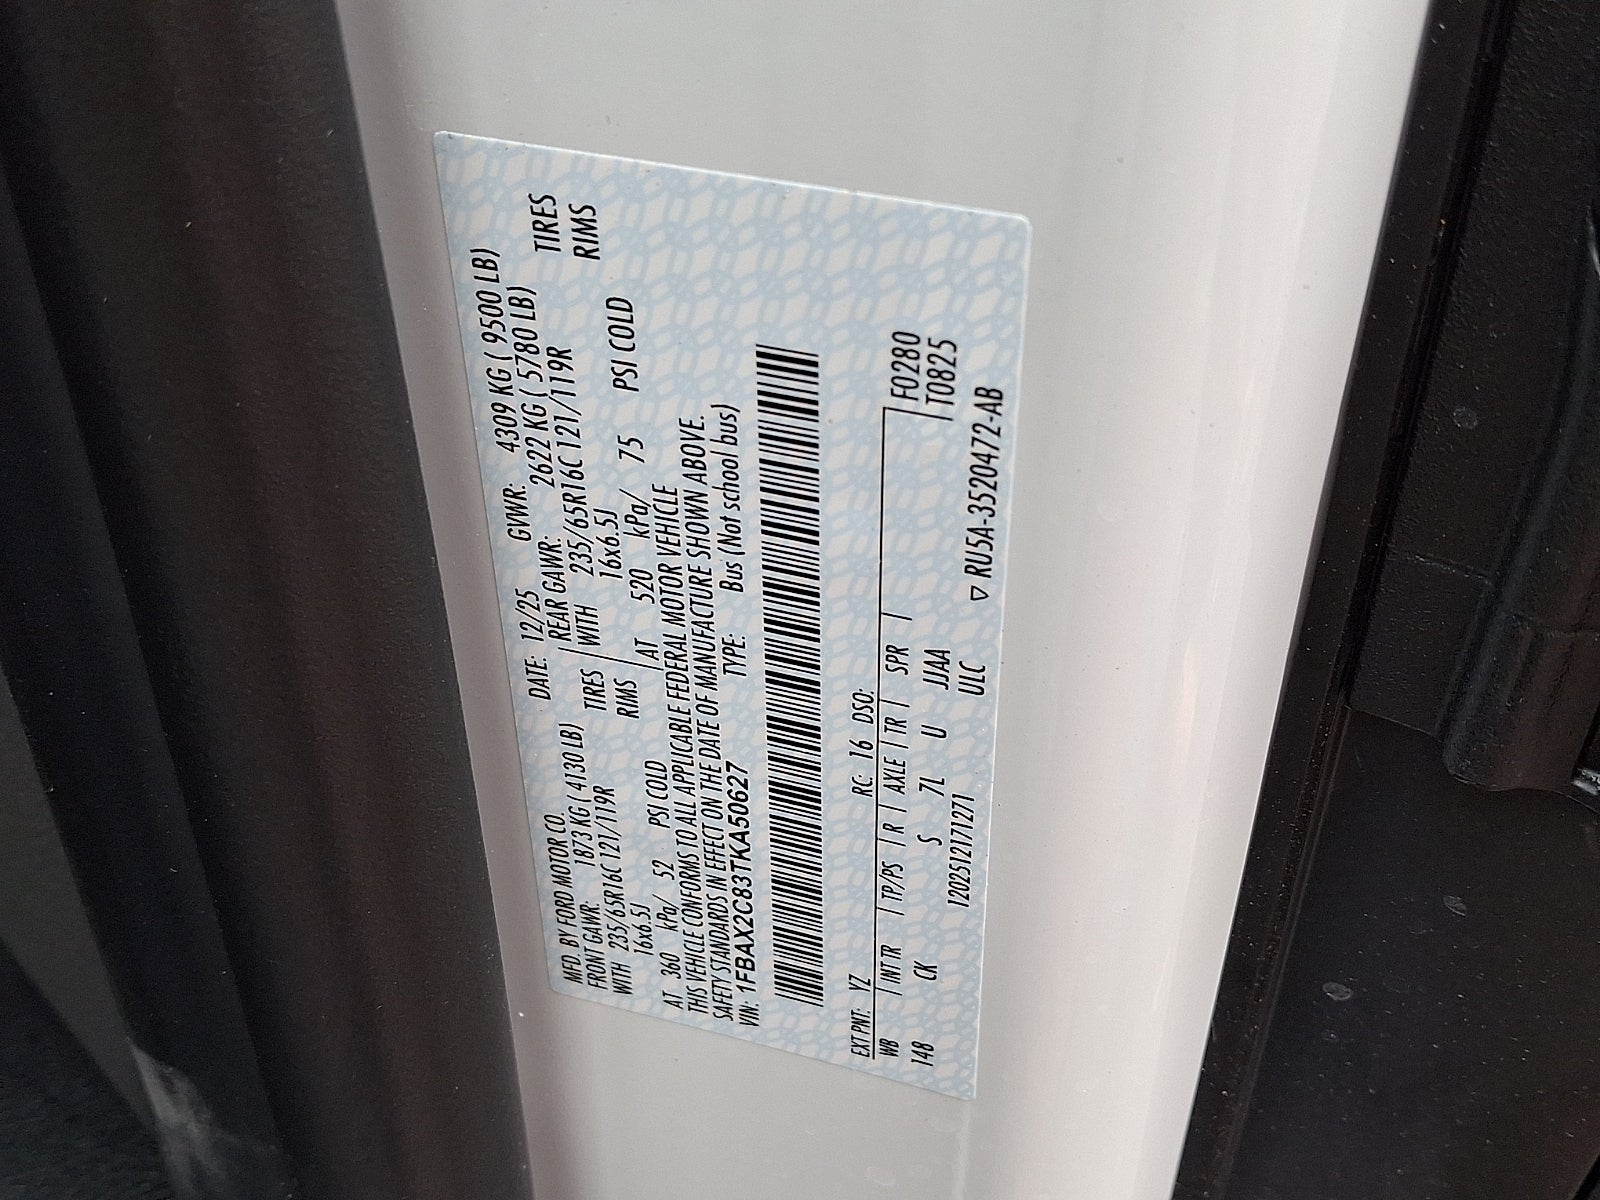 MFD. BY FORD MOTOR CO. DATE: 12/25 GVWR: 4309 KG ( 9500 LB)
FRONT GAWR: 1873 KG ( 4130 LB) REAR GAWR: 2622 KG ( 5780 LB)
WITH 235/65R16C 121/119R TIRES WITH 235/65R16C 121/119R TIRES
16x6.5J RIMS 16x6.5J RIMS
AT 360 kPa/ 52 PSI COLD AT 520 kPa/ 75 PSI COLD
THIS VEHICLE CONFORMS TO ALL APPLICABLE FEDERAL MOTOR VEHICLE
SAFETY STANDARDS IN EFFECT ON THE DATE OF MANUFACTURE SHOWN ABOVE.
VIN: 1FBAX2C83TKA50627 TYPE: Bus (Not school bus)
EXT PNT: YZ RC: 16 DSO:
WB | INT TR | TP/PS | R | AXLE | TR | SPR | F0280
148 CK S 7L U JJAA T0825
1202512171271 ULC ▽ RU5A-3520472-AB